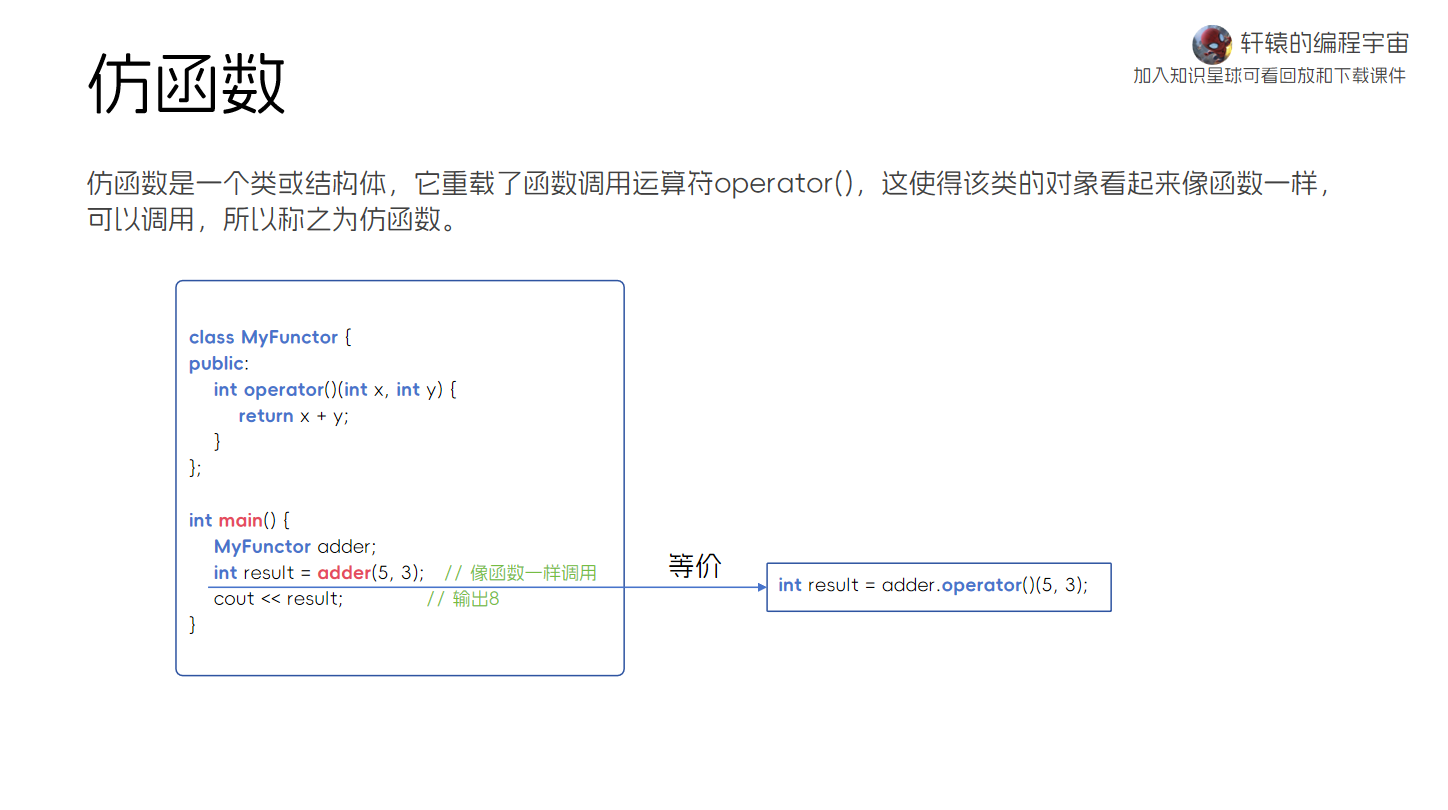 轩辕的编程宇宙
加入知识星球可看回放和下载课件
仿函数
仿函数是一个类或结构体，它重载了函数调用运算符operator()，这使得该类的对象看起来像函数一样，
可以调用，所以称之为仿函数。
class MyFunctor {
public:
    int operator()(int x, int y) {
        return x + y;
    }
};
int main() {
    MyFunctor adder;
    int result = adder(5, 3);   // 像函数一样调用
    cout << result;             // 输出8
}
等价
int result = adder.operator()(5, 3);